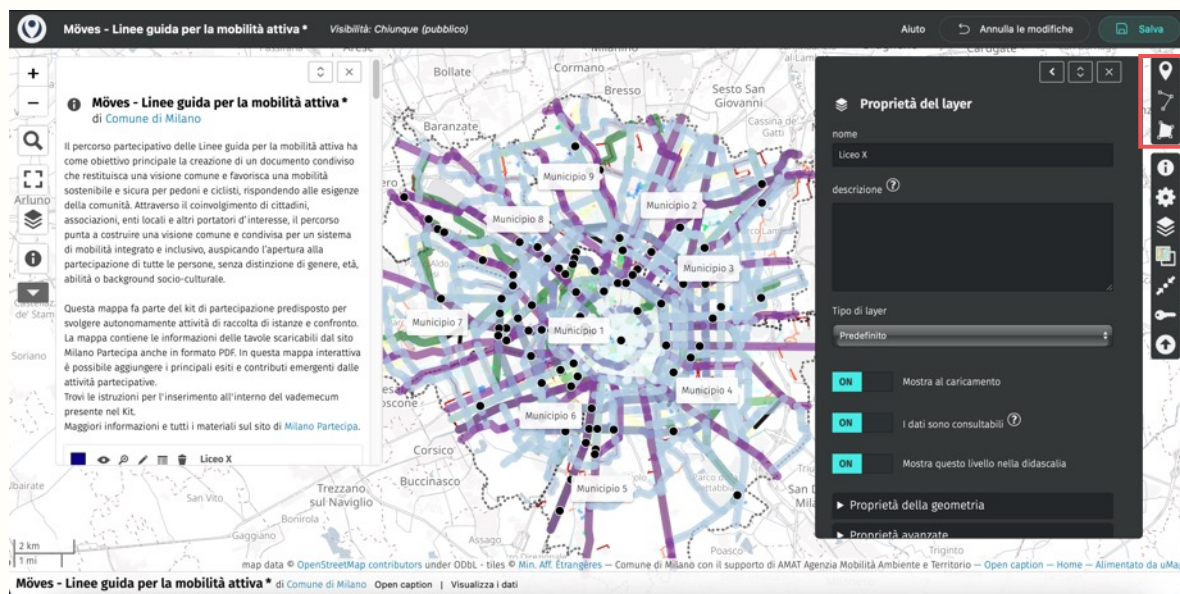 Möves - Linee guida per la mobilità attiva * Visibilità: Chiunque (pubblico)
Aiuto
Annulla le modifiche
Salva
Möves - Linee guida per la mobilità attiva *
di Comune di Milano
Il percorso partecipativo delle Linee guida per la mobilità attiva ha
come obiettivo principale la creazione di un documento condiviso
che restituisca una visione comune e favorisca una mobilità
sostenibile e sicura per pedoni e ciclisti, rispondendo alle esigenze
della comunità. Attraverso il coinvolgimento di cittadini,
associazioni, enti locali e altri portatori d'interesse, il percorso
punta a costruire una visione comune e condivisa per un sistema
di mobilità integrato e inclusivo, auspicando l'apertura alla
partecipazione di tutte le persone, senza distinzione di genere, età,
abilità o background socio-culturale.
Questa mappa fa parte del kit di partecipazione predisposto per
svolgere autonomamente attività di raccolta di istanze e confronto.
La mappa contiene le informazioni delle tavole scaricabili dal sito
Milano Partecipa anche in formato PDF. In questa mappa interattiva
è possibile aggiungere i principali esiti e contributi emergenti dalle
attività partecipative.
Trovi le istruzioni per l'inserimento all'interno del vademecum
presente nel Kit.
Maggiori informazioni e tutti i materiali sul sito di Milano Partecipa.
Liceo X
Arluno
de' Stam
Soriano
Bollate
Cormano
Bresso
Sesto San
Giovanni
Cassina de'
Gatti
Baranzate
Municipio 9
Municipio 2
Municipio 8
Municipio 3
Municipio 7
Municipio 1
Municipio 4
Municipio 6
Municipio 5
Corsico
Buccinasco
Trezzano
sul Naviglio
San Vito
Bonirola
Gaggiano
Assago
Poasco
Triginto
Proprietà del layer
nome
Liceo X
descrizione
Tipo di layer
Predefinito
ON Mostra al caricamento
ON I dati sono consultabili
ON Mostra questo livello nella didascalia
Proprietà della geometria
Proprietà avanzate
2 km
1 mi
map data © OpenStreetMap contributors under ODbL - tiles © Min. Aff. Étrangères — Comune di Milano con il supporto di AMAT Agenzia Mobilità Ambiente e Territorio — Open caption — Home — Alimentato da uMap
Möves - Linee guida per la mobilità attiva * di Comune di Milano Open caption | Visualizza i dati